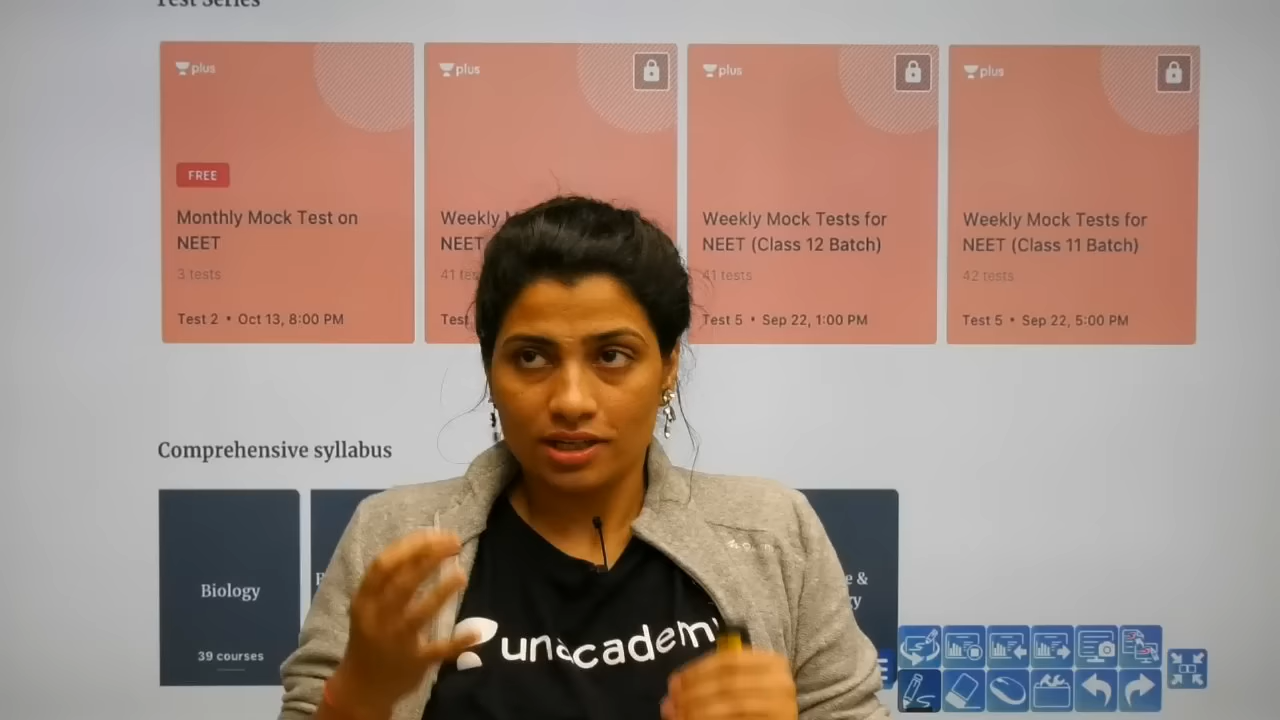 Test Series
plus
FREE
Monthly Mock Test on
NEET
3 tests
Test 2 • Oct 13, 8:00 PM
plus
Weekly
NEET
41
Test
plus
Weekly Mock Tests for
NEET (Class 12 Batch)
41 tests
Test 5 • Sep 22, 1:00 PM
plus
Weekly Mock Tests for
NEET (Class 11 Batch)
42 tests
Test 5 • Sep 22, 5:00 PM
Comprehensive syllabus
Biology
39 courses
&
unacademy